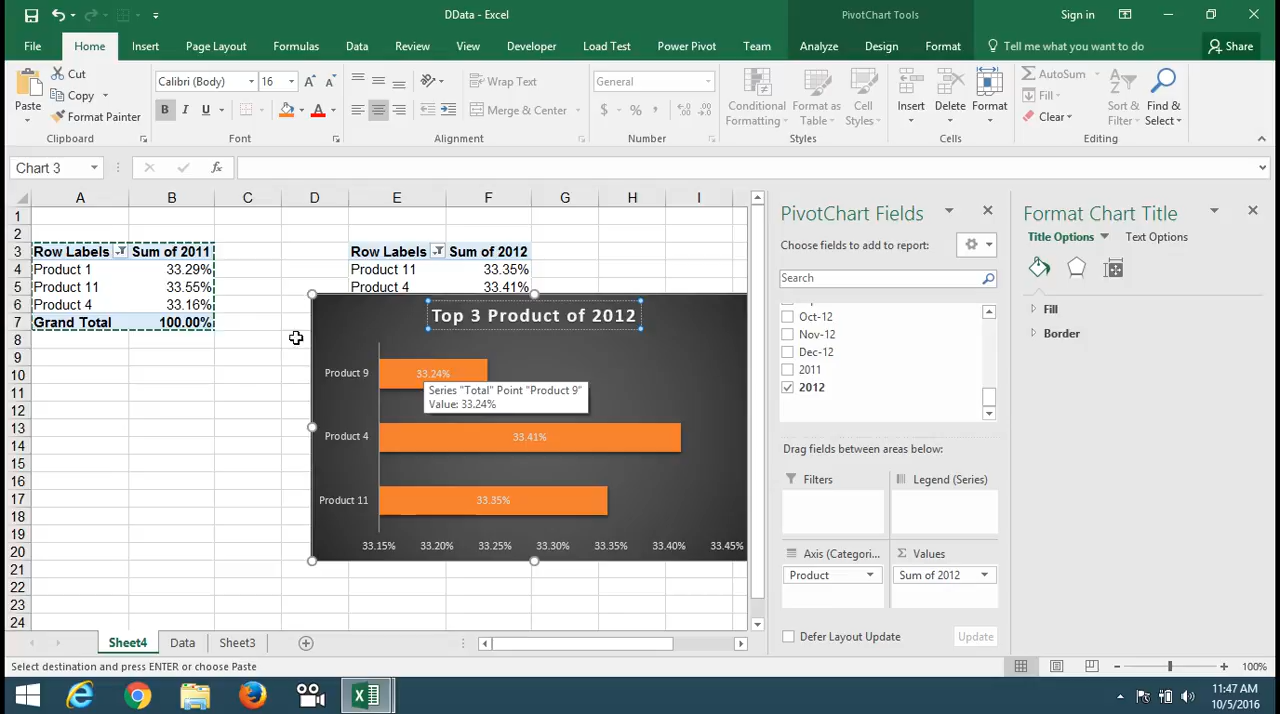 DData - Excel
PivotChart Tools
Sign in
File Home Insert Page Layout Formulas Data Review View Developer Load Test Power Pivot Team Analyze Design Format Tell me what you want to do Share
Paste
Cut
Copy
Format Painter
Clipboard
Calibri (Body) 16
B I U
Font
Wrap Text
Merge & Center
Alignment
General
$ % ,
Number
Conditional Formatting
Format as Table
Cell Styles
Styles
Insert
Delete
Format
Cells
AutoSum
Fill
Clear
Sort & Filter
Find & Select
Editing
Chart 3
fx
A B C D E F G H I
1
2
3 Row Labels Sum of 2011 Row Labels Sum of 2012
4 Product 1 33.29% Product 11 33.35%
5 Product 11 33.55% Product 4 33.41%
6 Product 4 33.16%
7 Grand Total 100.00%
8
9
10
11
12
13
14
15
16
17
18
19
20
21
22
23
24
Top 3 Product of 2012
Product 9 33.24%
Series "Total" Point "Product 9"
Value: 33.24%
Product 4 33.41%
Product 11 33.35%
33.15% 33.20% 33.25% 33.30% 33.35% 33.40% 33.45%
PivotChart Fields
Choose fields to add to report:
Search
Oct-12
Nov-12
Dec-12
2011
2012
Drag fields between areas below:
Filters
Legend (Series)
Axis (Categori...
Values
Product
Sum of 2012
Defer Layout Update
Update
Format Chart Title
Title Options Text Options
Fill
Border
Sheet4 Data Sheet3
Select destination and press ENTER or choose Paste
100%
11:47 AM
10/5/2016